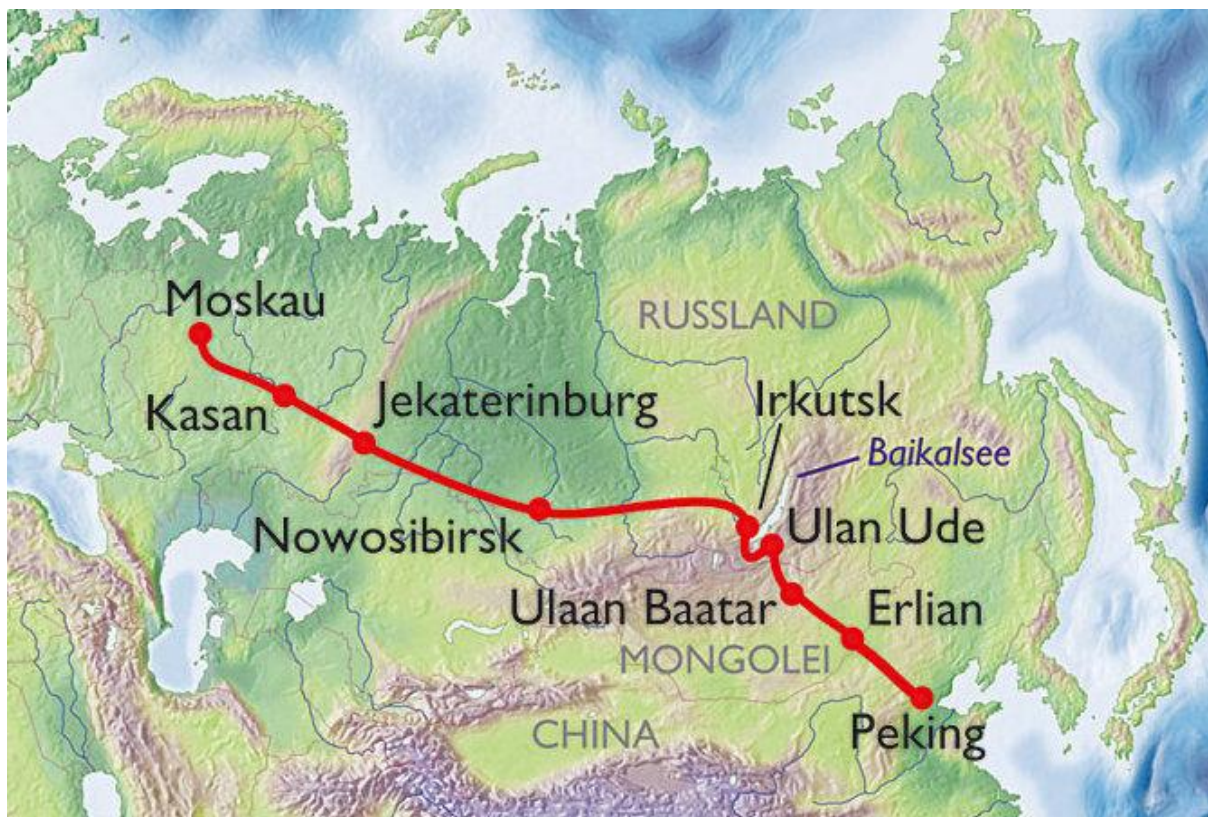 Moskau
RUSSLAND
Kasan
Jekaterinburg
Irkutsk
Baikalsee
Nowosibirsk
Ulan Ude
Ulaan Baatar
Erlian
MONGOLEI
CHINA
Peking